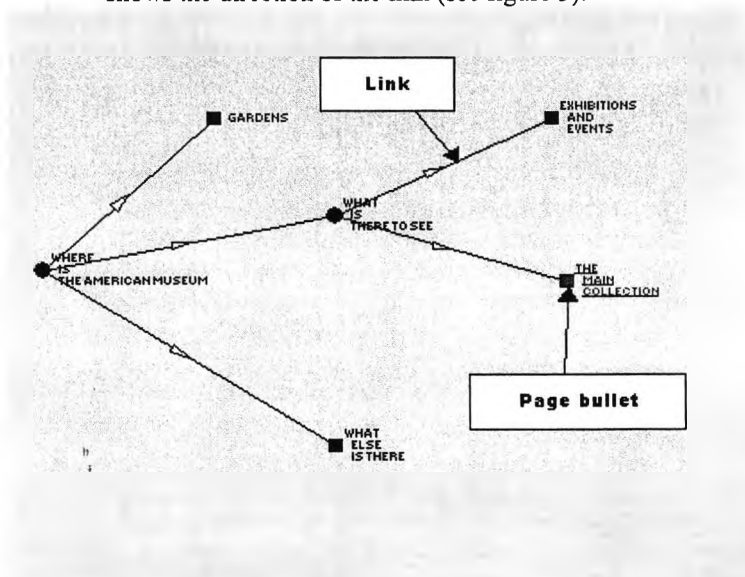 shows the direction of the link (see figure 3).
Link
GARDENS
EXHIBITIONS
AND
EVENTS
WHAT
IS
THERE TO SEE
WHERE
IS
THE AMERICAN MUSEUM
THE
MAIN
COLLECTION
Page bullet
WHAT
ELSE
IS THERE